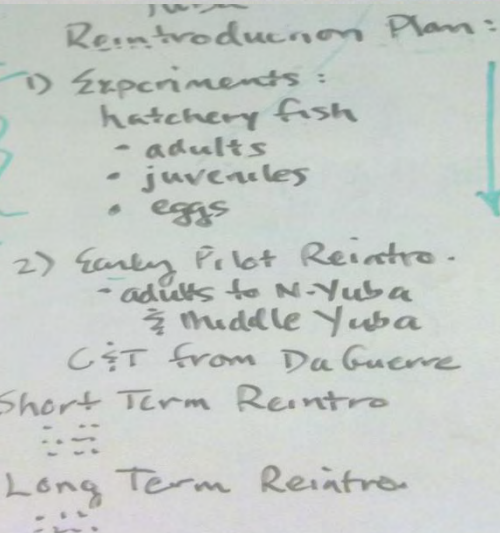 Reintroduction Plan:
1) Experiments:
hatchery fish
- adults
• juveniles
• eggs
2) Early Pilot Reintro.
- adults to N. Yuba
& Middle Yuba
C&T from DaGuerre
Short Term Reintro
Long Term Reintro.